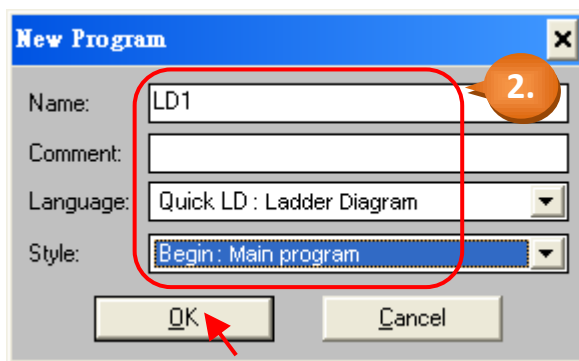 New Program
2.
Name: LD1
Comment:
Language: Quick LD : Ladder Diagram
Style: Begin : Main program
OK Cancel